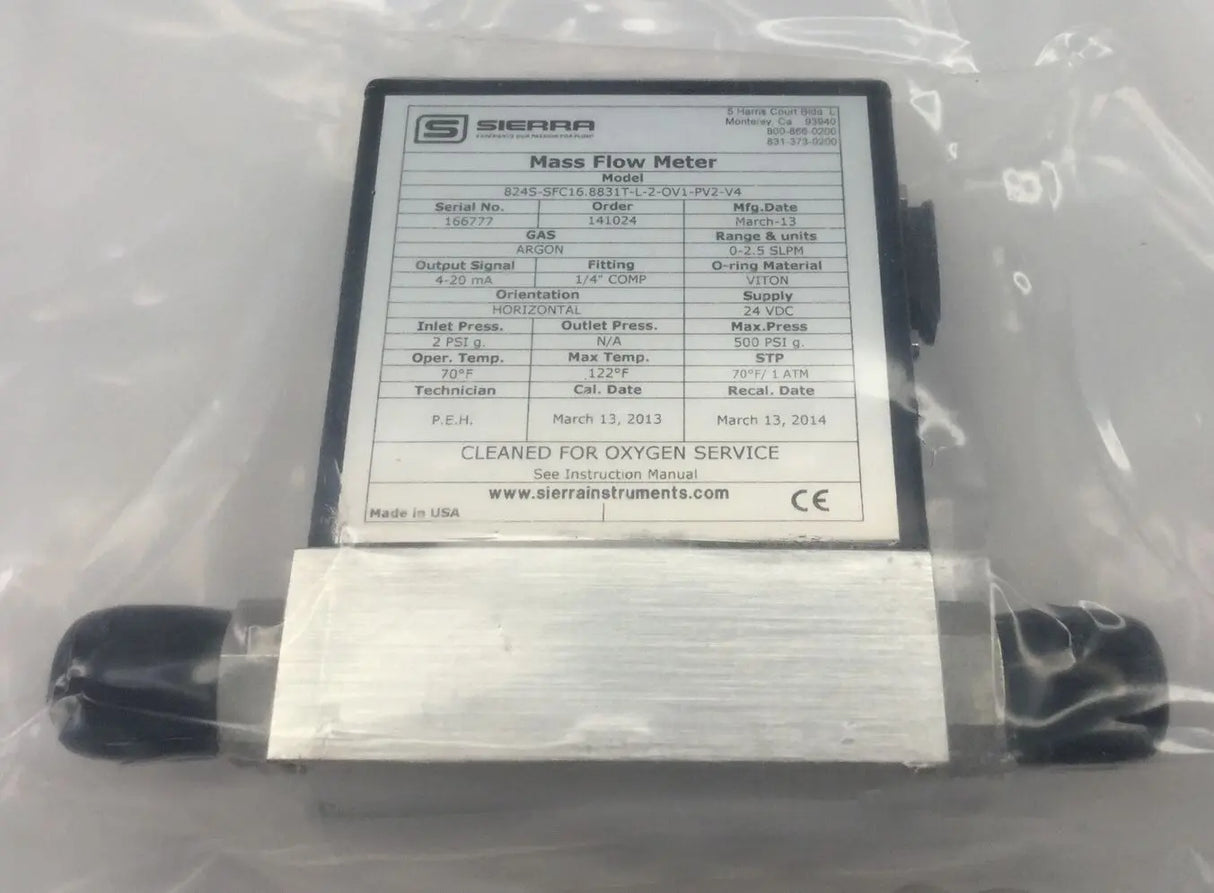 SIERRA
5 Harris Court Bldg L
Monterey, Ca 93940
800-866-0200
831-373-0200
Mass Flow Meter
Model
824S-SFC16.8831T-L-2-OV1-PV2-V4
Serial No. Order Mfg.Date
166777 141024 March-13
GAS Range & units
ARGON 0-2.5 SLPM
Output Signal Fitting O-ring Material
4-20 mA 1/4" COMP VITON
Orientation Supply
HORIZONTAL 24 VDC
Inlet Press. Outlet Press. Max.Press
2 PSI g. N/A 500 PSI g.
Oper. Temp. Max Temp. STP
70°F 122°F 70°F/ 1 ATM
Technician Cal. Date Recal. Date
P.E.H. March 13, 2013 March 13, 2014
CLEANED FOR OXYGEN SERVICE
See Instruction Manual
www.sierrainstruments.com CE
Made in USA